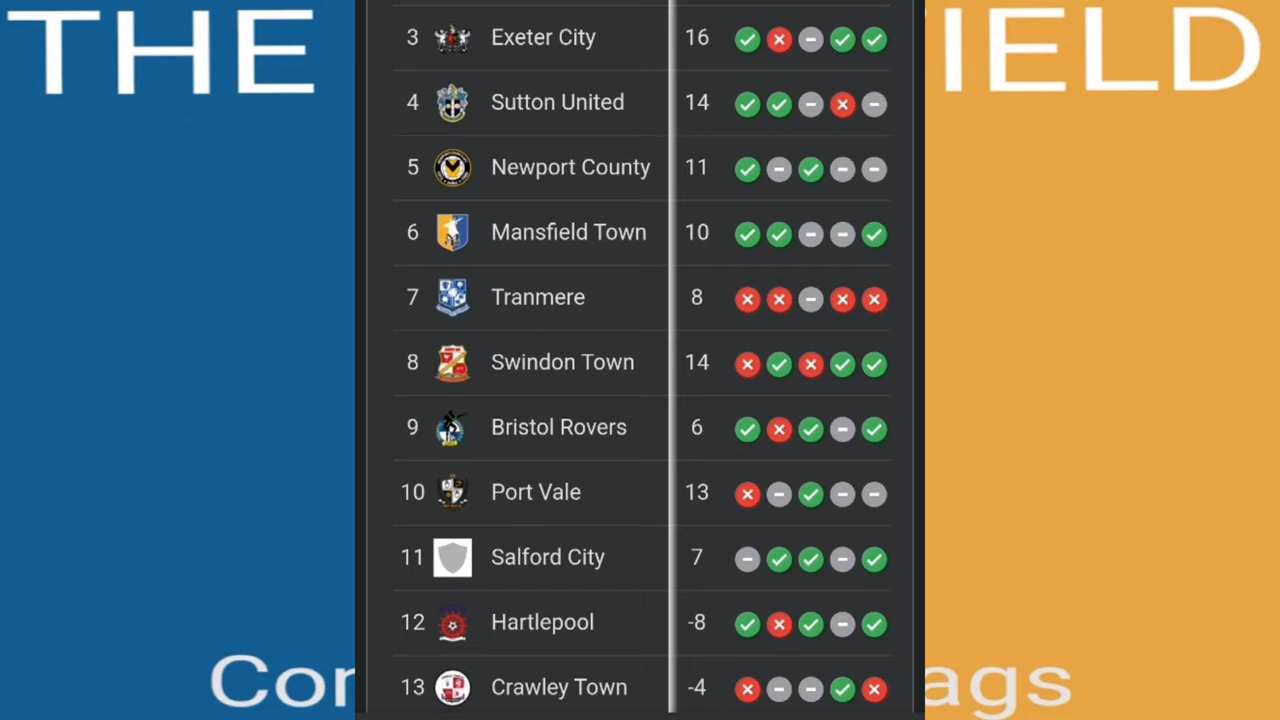 THE IELD
3 Exeter City 16
4 Sutton United 14
5 Newport County 11
6 Mansfield Town 10
7 Tranmere 8
8 Swindon Town 14
9 Bristol Rovers 6
10 Port Vale 13
11 Salford City 7
12 Hartlepool -8
13 Crawley Town -4
Con ags